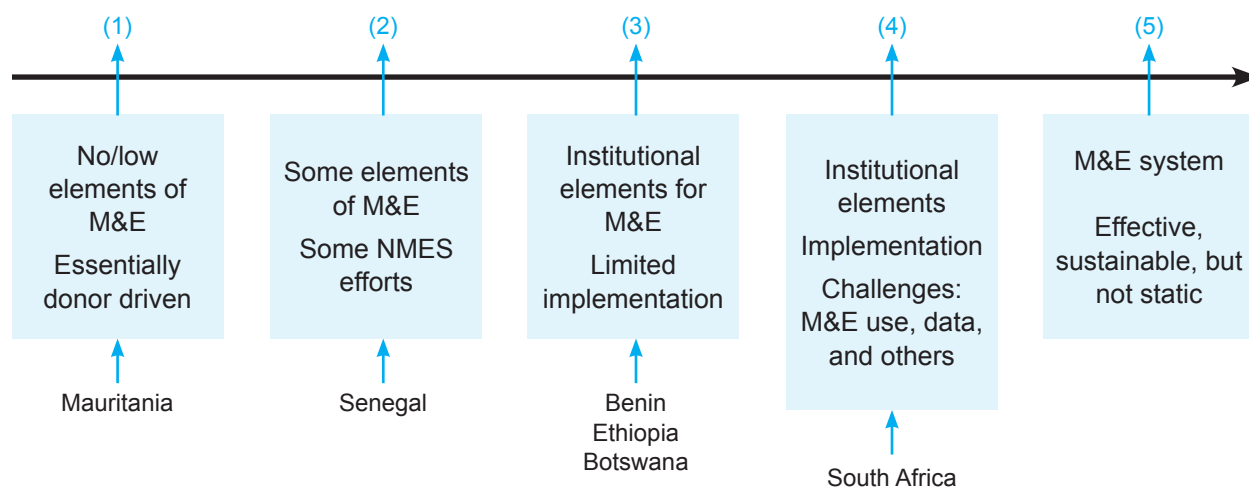 (1)
(2)
(3)
(4)
(5)
No/low
elements of
M&E
Essentially
donor driven
Some elements
of M&E
Some NMES
efforts
Institutional
elements for
M&E
Limited
implementation
Institutional
elements
Implementation
Challenges:
M&E use, data,
and others
M&E system
Effective,
sustainable, but
not static
Mauritania
Senegal
Benin
Ethiopia
Botswana
South Africa